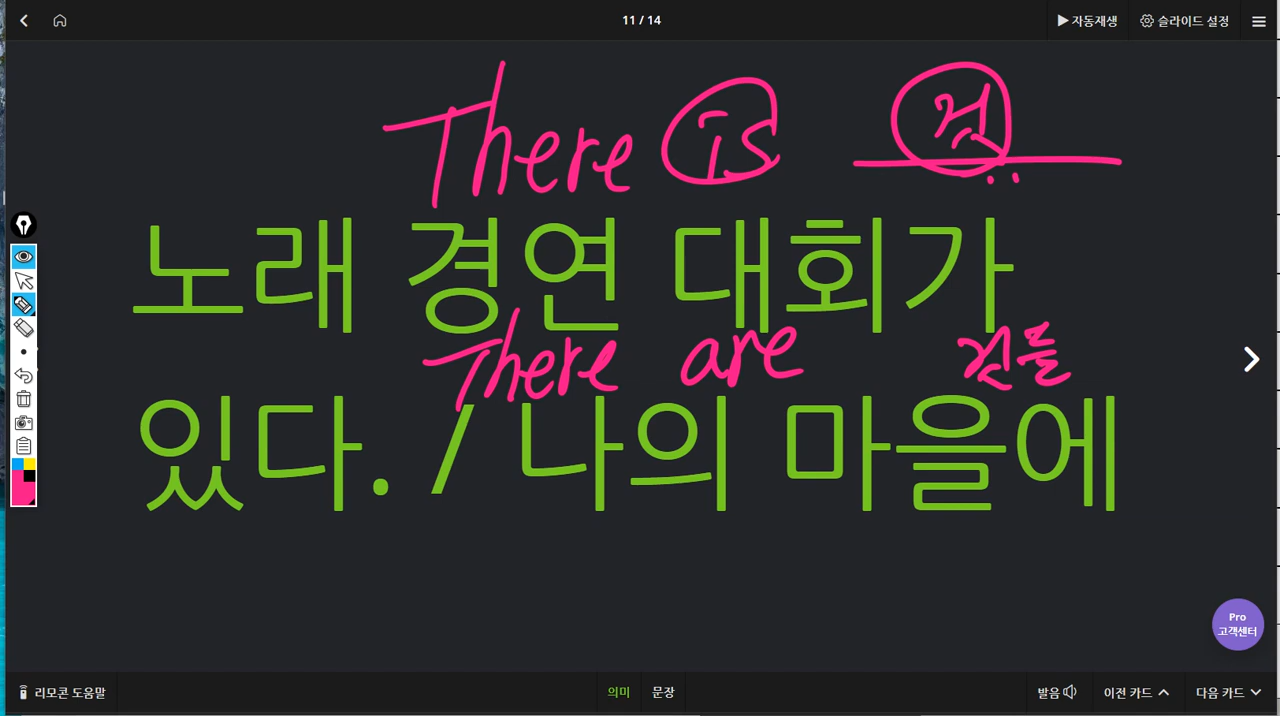 11 / 14
▶ 자동재생
슬라이드 설정
There is 것
노래 경연 대회가
There are 것들
있다. / 나의 마을에
Pro
고객센터
리모콘 도움말
의미
문장
발음
이전 카드
다음 카드